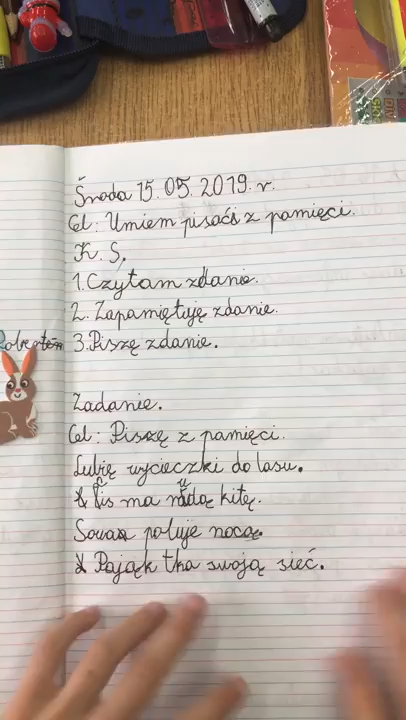 Środa 15.05.2019.r.
Cel: Umiem pisać z pamięci.
K. S.
1.Czytam zdanie.
2. Zapamiętuję zdanie.
3.Piszę zdanie.
Zadanie.
Cel: Piszę z pamięci.
Lubię wycieczki do lasu.
Lis ma rudą kitę.
Sowa poluje nocą.
Pająk tka swoją sieć.